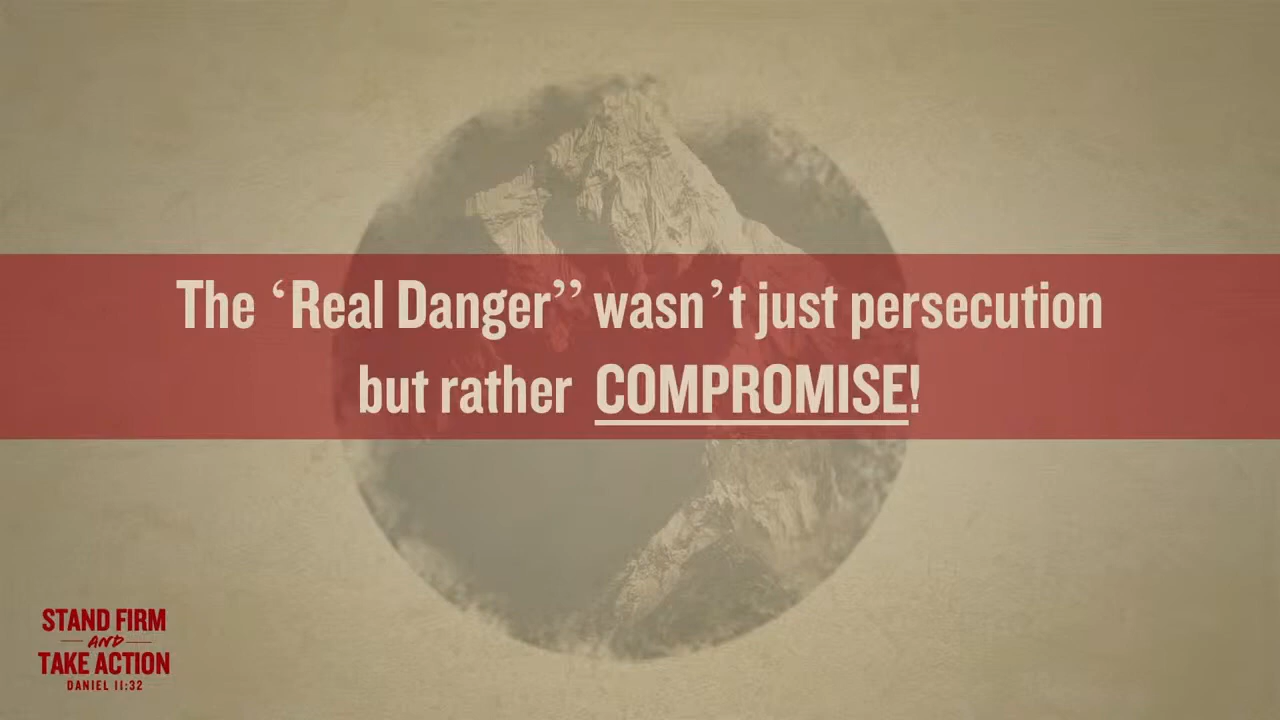 The ‘Real Danger” wasn’t just persecution
but rather COMPROMISE!
STAND FIRM
AND
TAKE ACTION
DANIEL 11:32